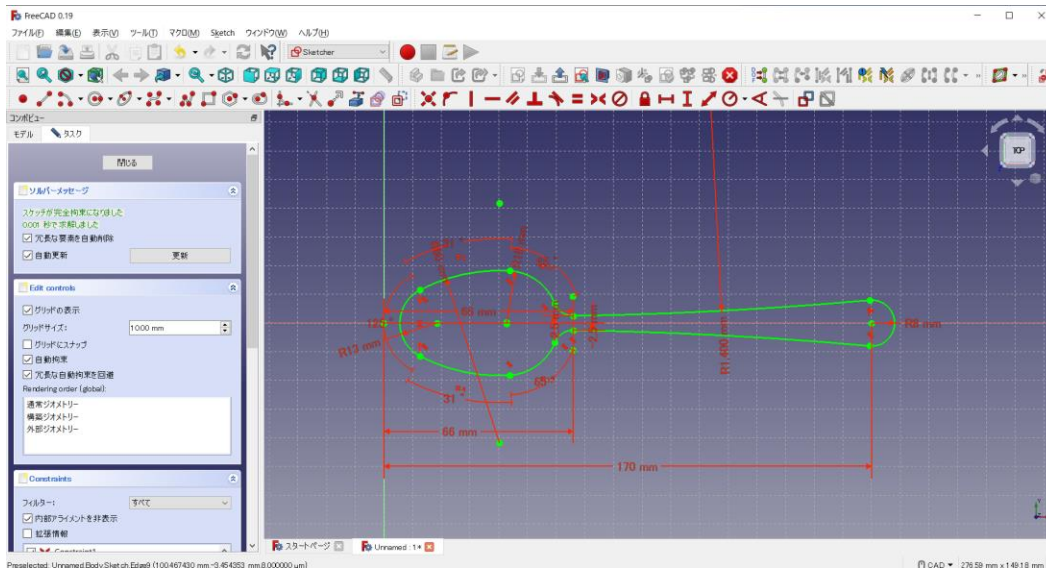 FreeCAD 0.19
ファイル(F) 編集(E) 表示(V) ツール(T) マクロ(M) Sketch ウィンドウ(W) ヘルプ(H)
Sketcher
コンボビュー
モデル タスク
閉じる
ソルバーメッセージ
スケッチが完全拘束になりました
0.001 秒で求解しました
冗長な要素を自動削除
自動更新 更新
Edit controls
グリッドの表示
グリッドサイズ: 1.000 mm
グリッドにスナップ
自動拘束
冗長な自動拘束を回避
Rendering order (global):
通常ジオメトリー
構築ジオメトリー
外部ジオメトリー
Constraints
フィルター: すべて
内部アライメントを非表示
拡張情報
Constraint1
TOP
66 mm
R13 mm
R8 mm
R1,400 mm
31 °
65 °
66 mm
170 mm
スタートページ
Unnamed : 1*
Preselected: Unnamed.Body.Sketch.Edge9 (100.467430 mm,-3.454353 mm,8.000000 µm)
CAD 276.59 mm x 149.18 mm